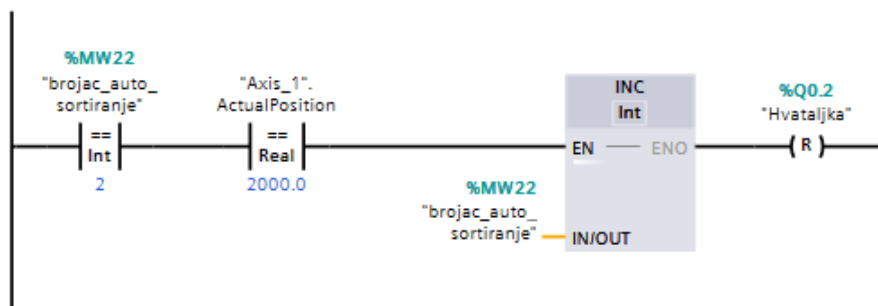 %MW22
"brojac_auto_
sortiranje"
==
Int
2
"Axis_1".
ActualPosition
==
Real
2000.0
INC
Int
EN
ENO
%MW22
"brojac_auto_
sortiranje"
IN/OUT
%Q0.2
"Hvataljka"
R